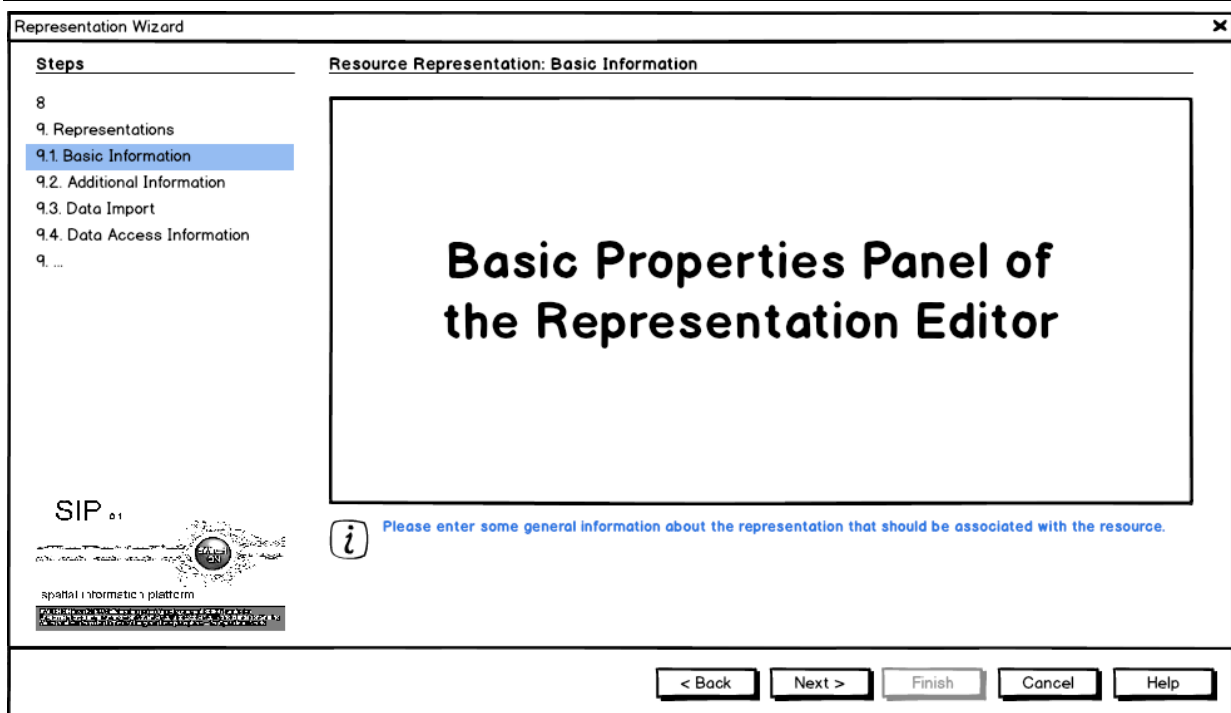 Representation Wizard
Steps
8
9. Representations
9.1. Basic Information
9.2. Additional Information
9.3. Data Import
9.4. Data Access Information
9. ...
Resource Representation: Basic Information
Basic Properties Panel of
the Representation Editor
Please enter some general information about the representation that should be associated with the resource.
SIP
spatial information platform
< Back Next > Finish Cancel Help